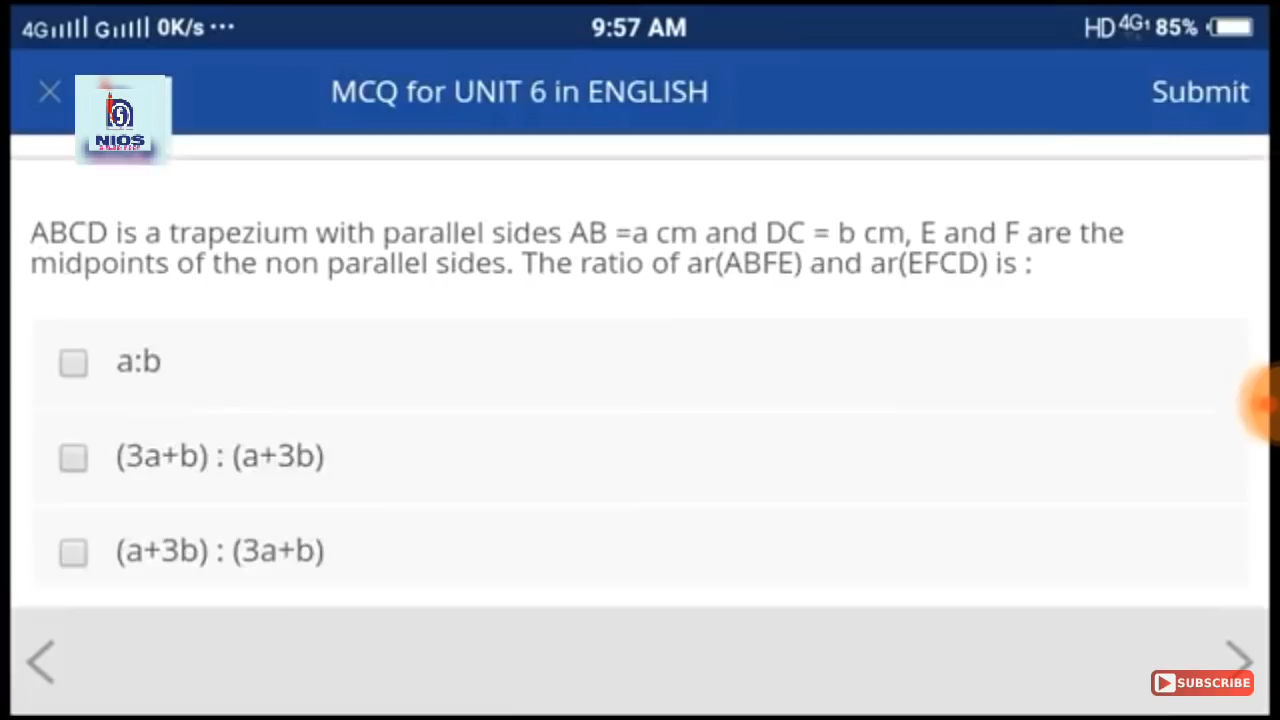 4G G 0K/s ··· 9:57 AM HD 4G 85%
× MCQ for UNIT 6 in ENGLISH Submit
NIOS
ABCD is a trapezium with parallel sides AB =a cm and DC = b cm, E and F are the
midpoints of the non parallel sides. The ratio of ar(ABFE) and ar(EFCD) is :
a:b
(3a+b) : (a+3b)
(a+3b) : (3a+b)
SUBSCRIBE